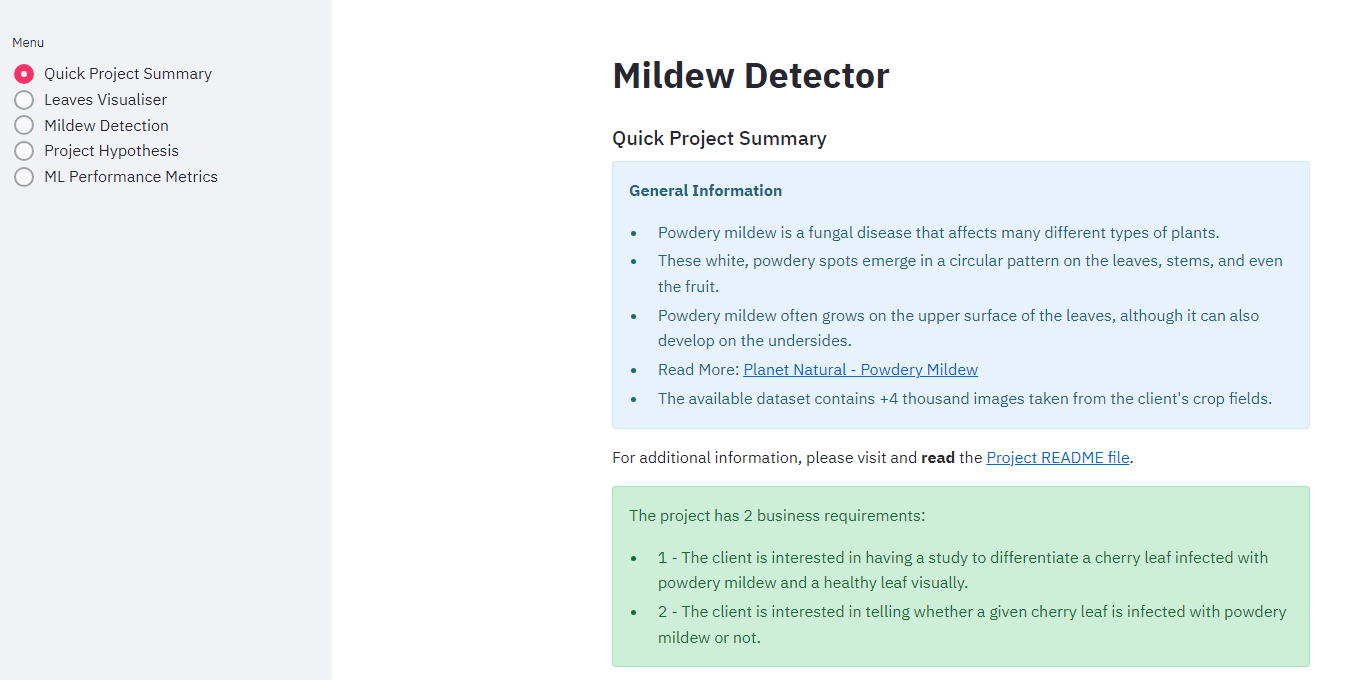 Menu
Quick Project Summary
Leaves Visualiser
Mildew Detection
Project Hypothesis
ML Performance Metrics
Mildew Detector
Quick Project Summary
General Information
• Powdery mildew is a fungal disease that affects many different types of plants.
• These white, powdery spots emerge in a circular pattern on the leaves, stems, and even
the fruit.
• Powdery mildew often grows on the upper surface of the leaves, although it can also
develop on the undersides.
• Read More: Planet Natural - Powdery Mildew
• The available dataset contains +4 thousand images taken from the client's crop fields.
For additional information, please visit and read the Project README file.
The project has 2 business requirements:
• 1 - The client is interested in having a study to differentiate a cherry leaf infected with
powdery mildew and a healthy leaf visually.
• 2 - The client is interested in telling whether a given cherry leaf is infected with powdery
mildew or not.